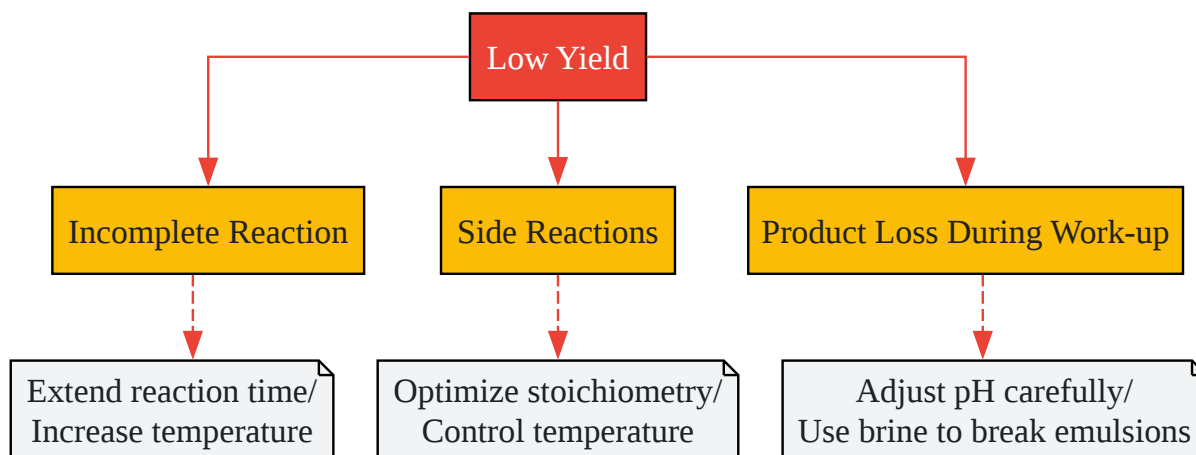 Low Yield
Incomplete Reaction
Side Reactions
Product Loss During Work-up
Extend reaction time/
Increase temperature
Optimize stoichiometry/
Control temperature
Adjust pH carefully/
Use brine to break emulsions